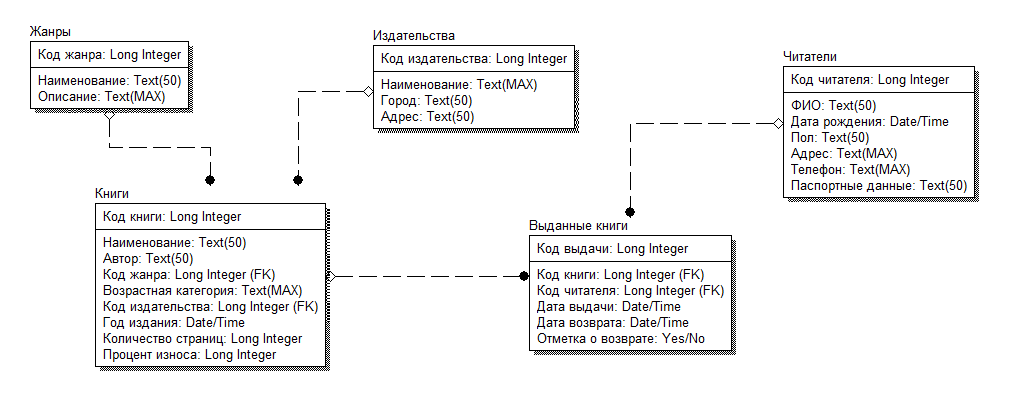 Жанры
Код жанра: Long Integer
Наименование: Text(50)
Описание: Text(MAX)
Издательства
Код издательства: Long Integer
Наименование: Text(MAX)
Город: Text(50)
Адрес: Text(50)
Читатели
Код читателя: Long Integer
ФИО: Text(50)
Дата рождения: Date/Time
Пол: Text(50)
Адрес: Text(MAX)
Телефон: Text(MAX)
Паспортные данные: Text(50)
Книги
Код книги: Long Integer
Наименование: Text(50)
Автор: Text(50)
Код жанра: Long Integer (FK)
Возрастная категория: Text(MAX)
Код издательства: Long Integer (FK)
Год издания: Date/Time
Количество страниц: Long Integer
Процент износа: Long Integer
Выданные книги
Код выдачи: Long Integer
Код книги: Long Integer (FK)
Код читателя: Long Integer (FK)
Дата выдачи: Date/Time
Дата возврата: Date/Time
Отметка о возврате: Yes/No